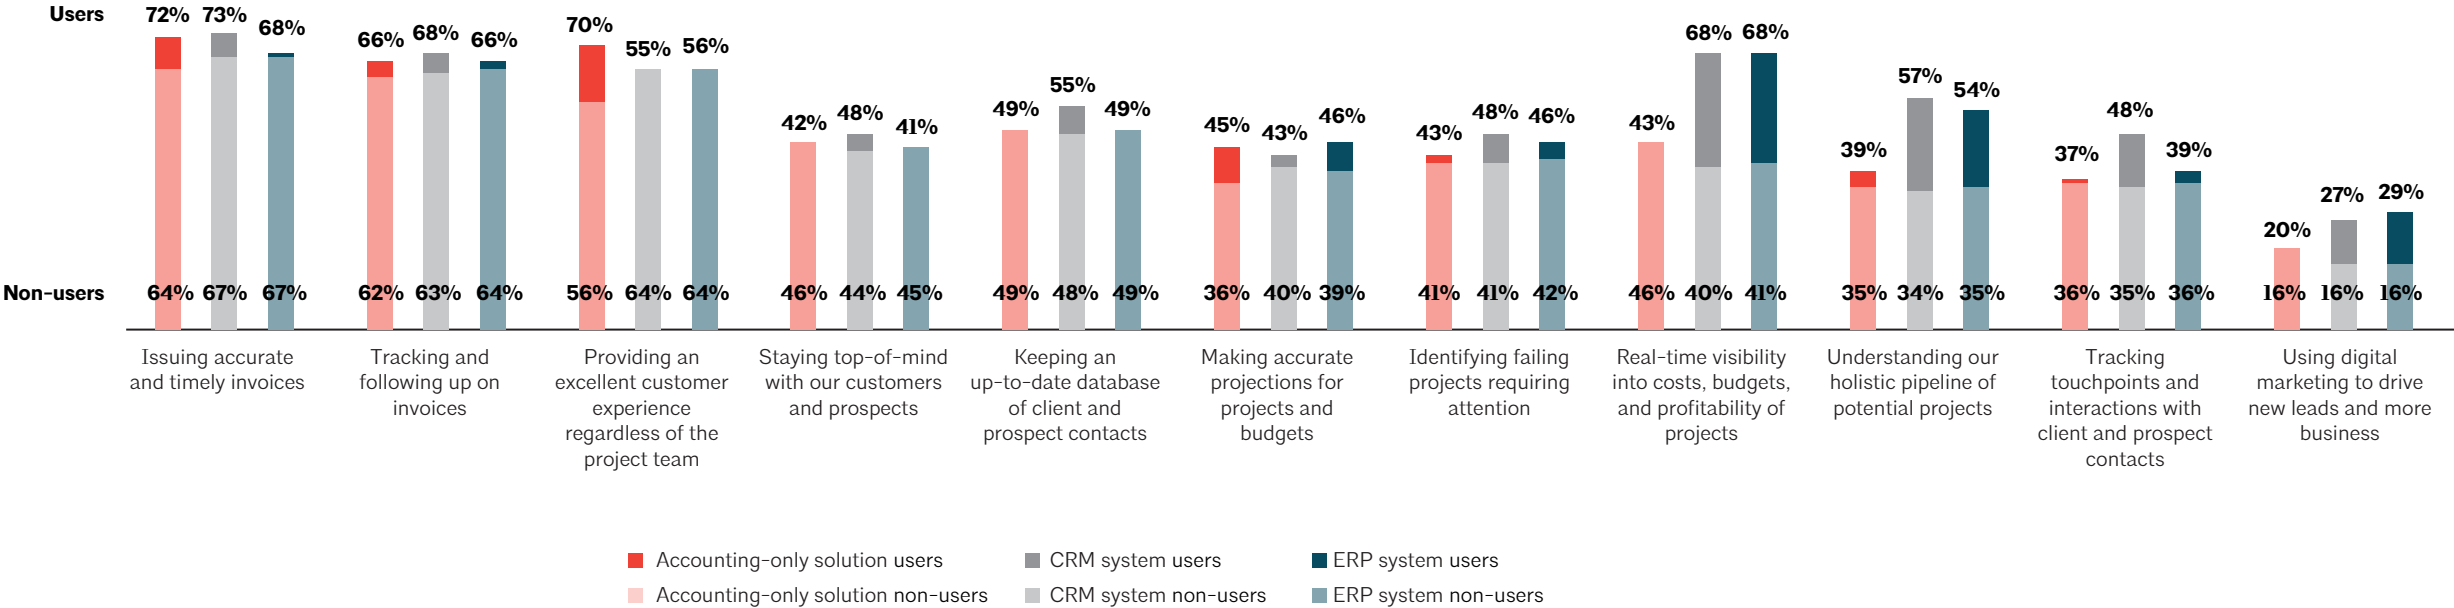 Users
72% 73% 68% 66% 68% 66% 70% 55% 56% 42% 48% 41% 49% 55% 49% 45% 43% 46% 43% 48% 46% 43% 68% 68% 39% 57% 54% 37% 48% 39% 20% 27% 29%
Non-users
64% 67% 67% 62% 63% 64% 56% 64% 64% 46% 44% 45% 49% 48% 49% 36% 40% 39% 41% 41% 42% 46% 40% 41% 35% 34% 35% 36% 35% 36% 16% 16% 16%
Issuing accurate
and timely invoices
Tracking and
following up on
invoices
Providing an
excellent customer
experience
regardless of the
project team
Staying top-of-mind
with our customers
and prospects
Keeping an
up-to-date database
of client and
prospect contacts
Making accurate
projections for
projects and
budgets
Identifying failing
projects requiring
attention
Real-time visibility
into costs, budgets,
and profitability of
projects
Understanding our
holistic pipeline of
potential projects
Tracking
touchpoints and
interactions with
client and prospect
contacts
Using digital
marketing to drive
new leads and more
business
Accounting-only solution users
CRM system users
ERP system users
Accounting-only solution non-users
CRM system non-users
ERP system non-users